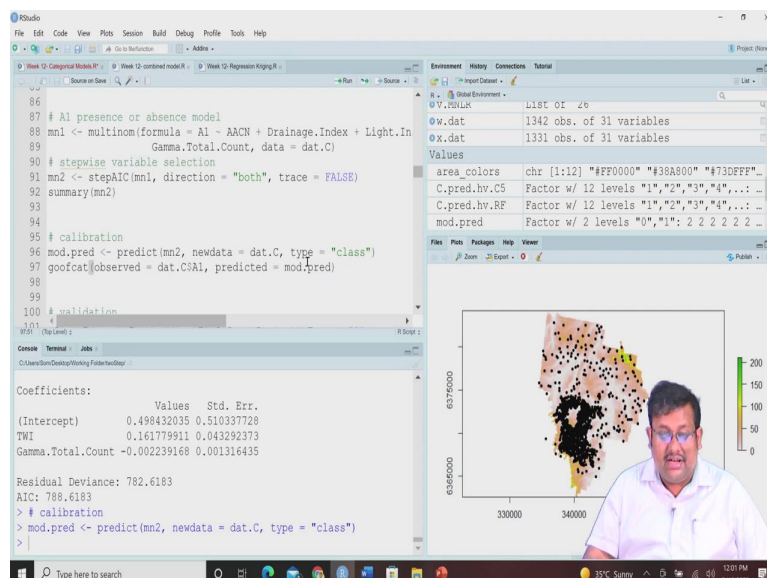 RStudio
File Edit Code View Plots Session Build Debug Profile Tools Help
Go to file/function Addins
Project: (None)
Week 12- Categorical Models.R* Week 12- combined model.R Week 12- Regression Kriging.R
Source on Save Run Source
86
87 # A1 presence or absence model
88 mn1 <- multinom(formula = A1 ~ AACN + Drainage.Index + Light.In
89 Gamma.Total.Count, data = dat.C)
90 # stepwise variable selection
91 mn2 <- stepAIC(mn1, direction = "both", trace = FALSE)
92 summary(mn2)
93
94
95 # calibration
96 mod.pred <- predict(mn2, newdata = dat.C, type = "class")
97 goofcat(observed = dat.C$A1, predicted = mod.pred)
98
99
100 # validation
101
97:51 (Top Level) R Script
Console Terminal Jobs
C:/Users/Som/Desktop/Working Folder/twoStep/
Coefficients:
Values Std. Err.
(Intercept) 0.498432035 0.510337728
TWI 0.161779911 0.043292373
Gamma.Total.Count -0.002239168 0.001316435
Residual Deviance: 782.6183
AIC: 788.6183
> # calibration
> mod.pred <- predict(mn2, newdata = dat.C, type = "class")
>
Environment History Connections Tutorial
Import Dataset List
R Global Environment
v.MNLR List of 26
w.dat 1342 obs. of 31 variables
x.dat 1331 obs. of 31 variables
Values
area_colors chr [1:12] "#FF0000" "#38A800" "#73DFFF"…
C.pred.hv.C5 Factor w/ 12 levels "1","2","3","4",..: …
C.pred.hv.RF Factor w/ 12 levels "1","2","3","4",..: …
mod.pred Factor w/ 2 levels "0","1": 2 2 2 2 2 …
Files Plots Packages Help Viewer
Zoom Export Publish
6375000
6365000
330000 340000
200
150
100
50
0
Type here to search
35°C Sunny
12:01 PM